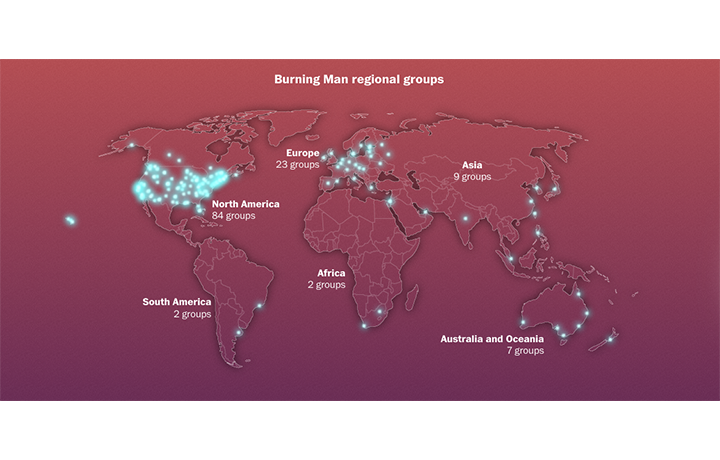 Burning Man regional groups
Europe
23 groups
Asia
9 groups
North America
84 groups
Africa
2 groups
South America
2 groups
Australia and Oceania
7 groups